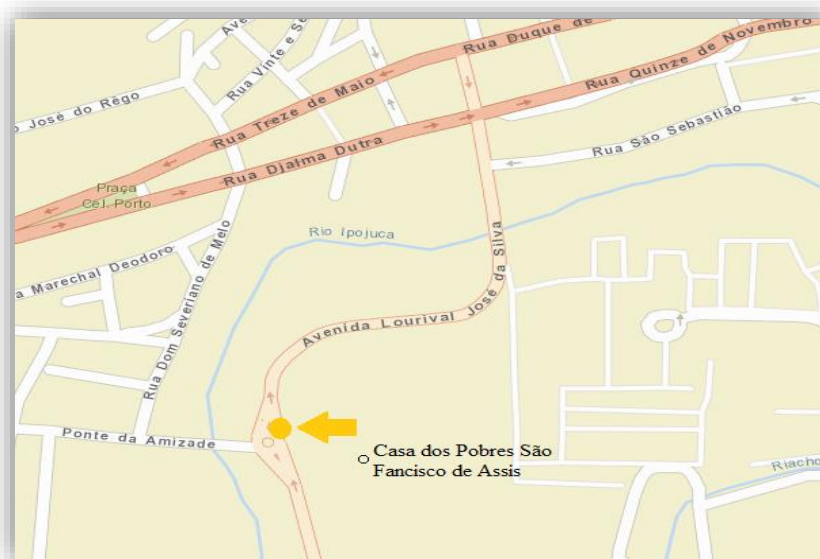 Ave
Rua Vinte e Se
Rua Duque de
Rua Quinze de Novembro
José do Rêgo
Rua Treze de Maio
Rua São Sebastião
Rua Djalma Dutra
Praça
Cel. Porto
Rio Ipojuca
a Marechal Deodoro
Rua Dom Severiano de Melo
Avenida Lourival José da Silva
Ponte da Amizade
Casa dos Pobres São
Fancisco de Assis
Riacho